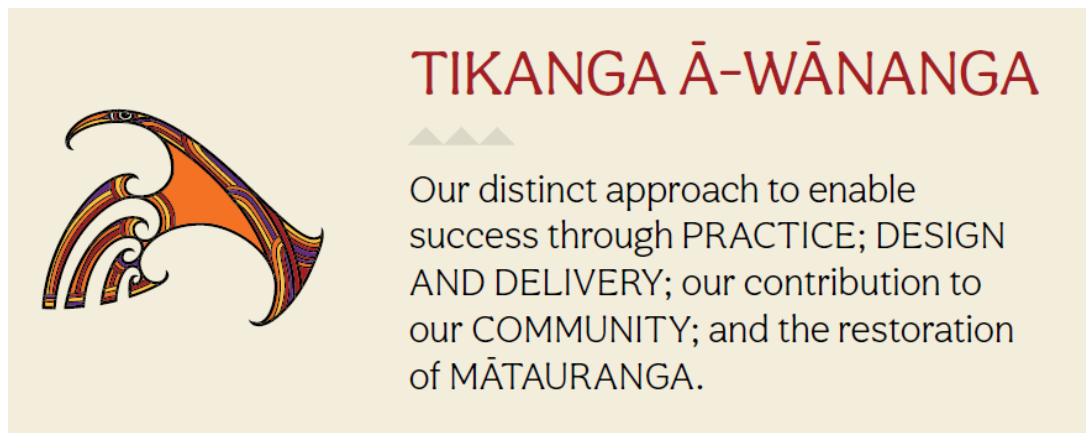 TIKANGA Ā-WĀNANGA
Our distinct approach to enable
success through PRACTICE; DESIGN
AND DELIVERY; our contribution to
our COMMUNITY; and the restoration
of MĀTAURANGA.